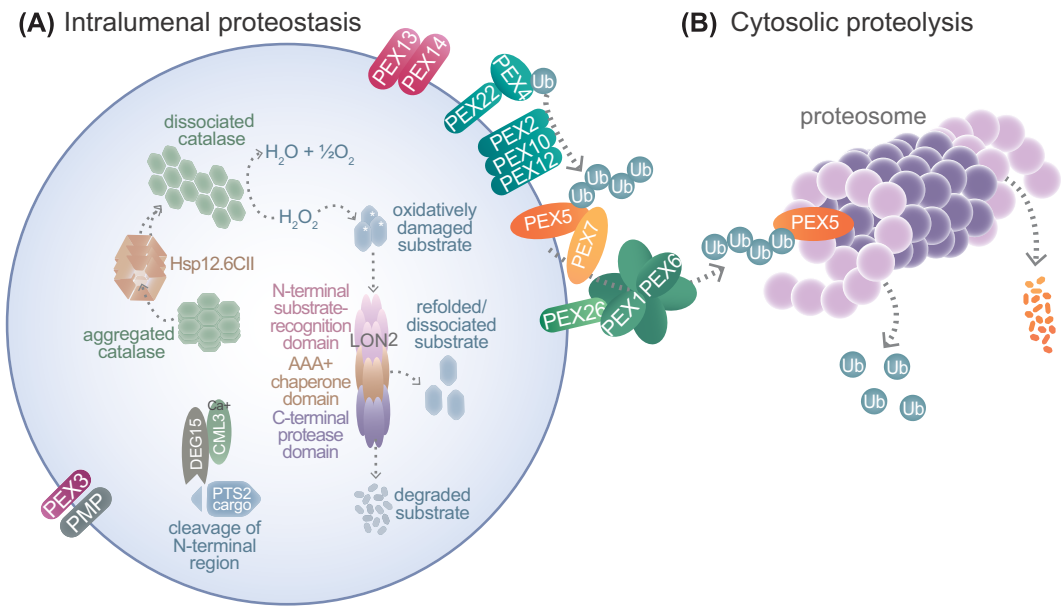 (A) Intralumenal proteostasis
PEX13
PEX14
PEX22
PEX4
Ub
PEX2
PEX10
PEX12
Ub
Ub
Ub
Ub
PEX5
PEX7
PEX26
PEX1
PEX6
dissociated
catalase
H2O + ½O2
H2O2
oxidatively
damaged
substrate
Hsp12.6CII
aggregated
catalase
N-terminal
substrate-
recognition
domain
LON2
AAA+
chaperone
domain
C-terminal
protease
domain
refolded/
dissociated
substrate
degraded
substrate
Ca+
DEG15
CML3
PTS2
cargo
cleavage of
N-terminal
region
PEX3
PMP
(B) Cytosolic proteolysis
proteosome
Ub
Ub
Ub
Ub
PEX5
Ub
Ub
Ub
Ub